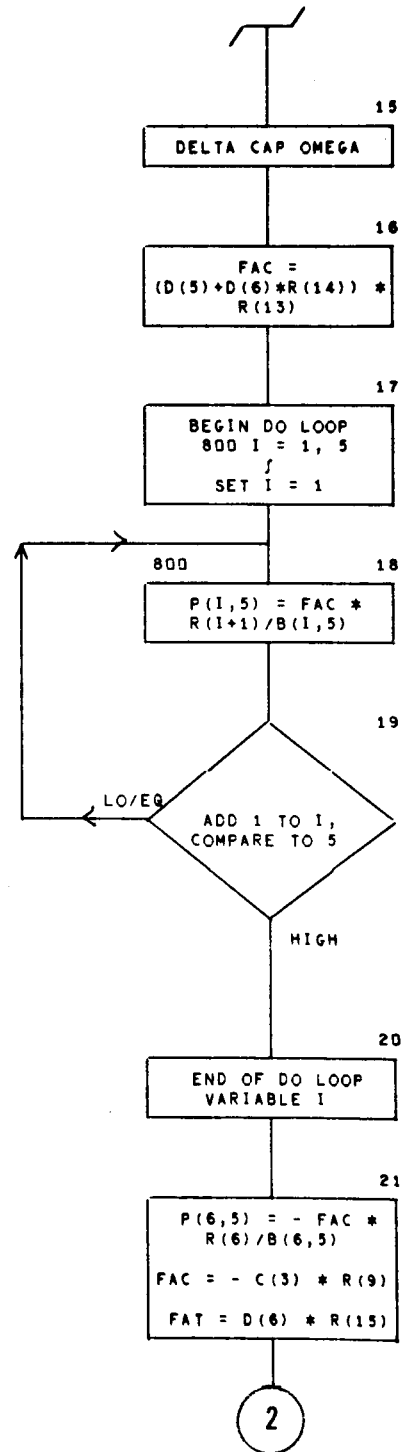 15
DELTA CAP OMEGA
16
FAC =
(D(5)+D(6)*R(14)) *
R(13)
17
BEGIN DO LOOP
800 I = 1, 5
∫
SET I = 1
800
18
P(I,5) = FAC *
R(I+1)/B(I,5)
19
LO/EQ
ADD 1 TO I,
COMPARE TO 5
HIGH
20
END OF DO LOOP
VARIABLE I
21
P(6,5) = - FAC *
R(6)/B(6,5)
FAC = - C(3) * R(9)
FAT = D(6) * R(15)
2